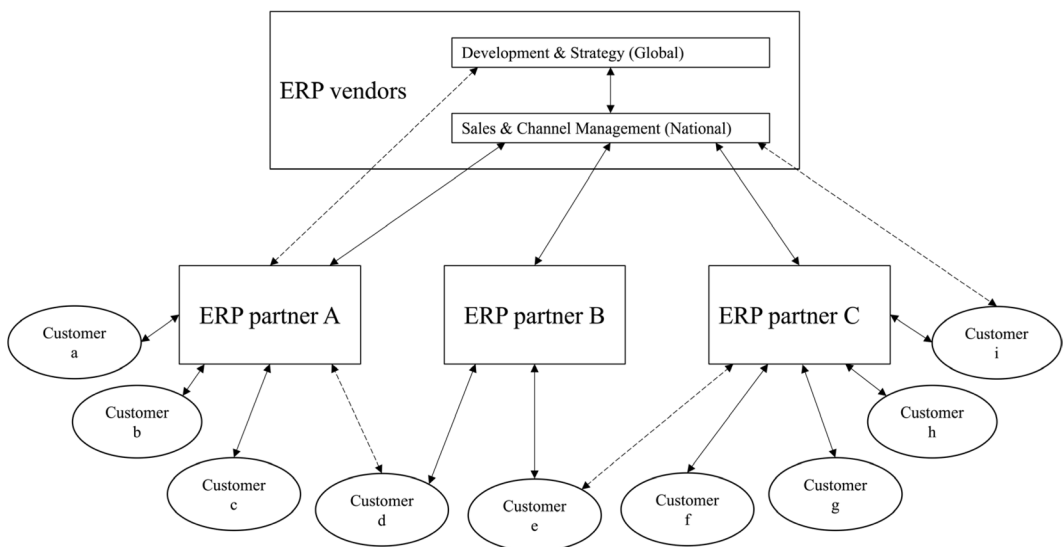 Development & Strategy (Global)
ERP vendors
Sales & Channel Management (National)
ERP partner A
ERP partner B
ERP partner C
Customer
a
Customer
i
Customer
b
Customer
h
Customer
c
Customer
d
Customer
e
Customer
f
Customer
g